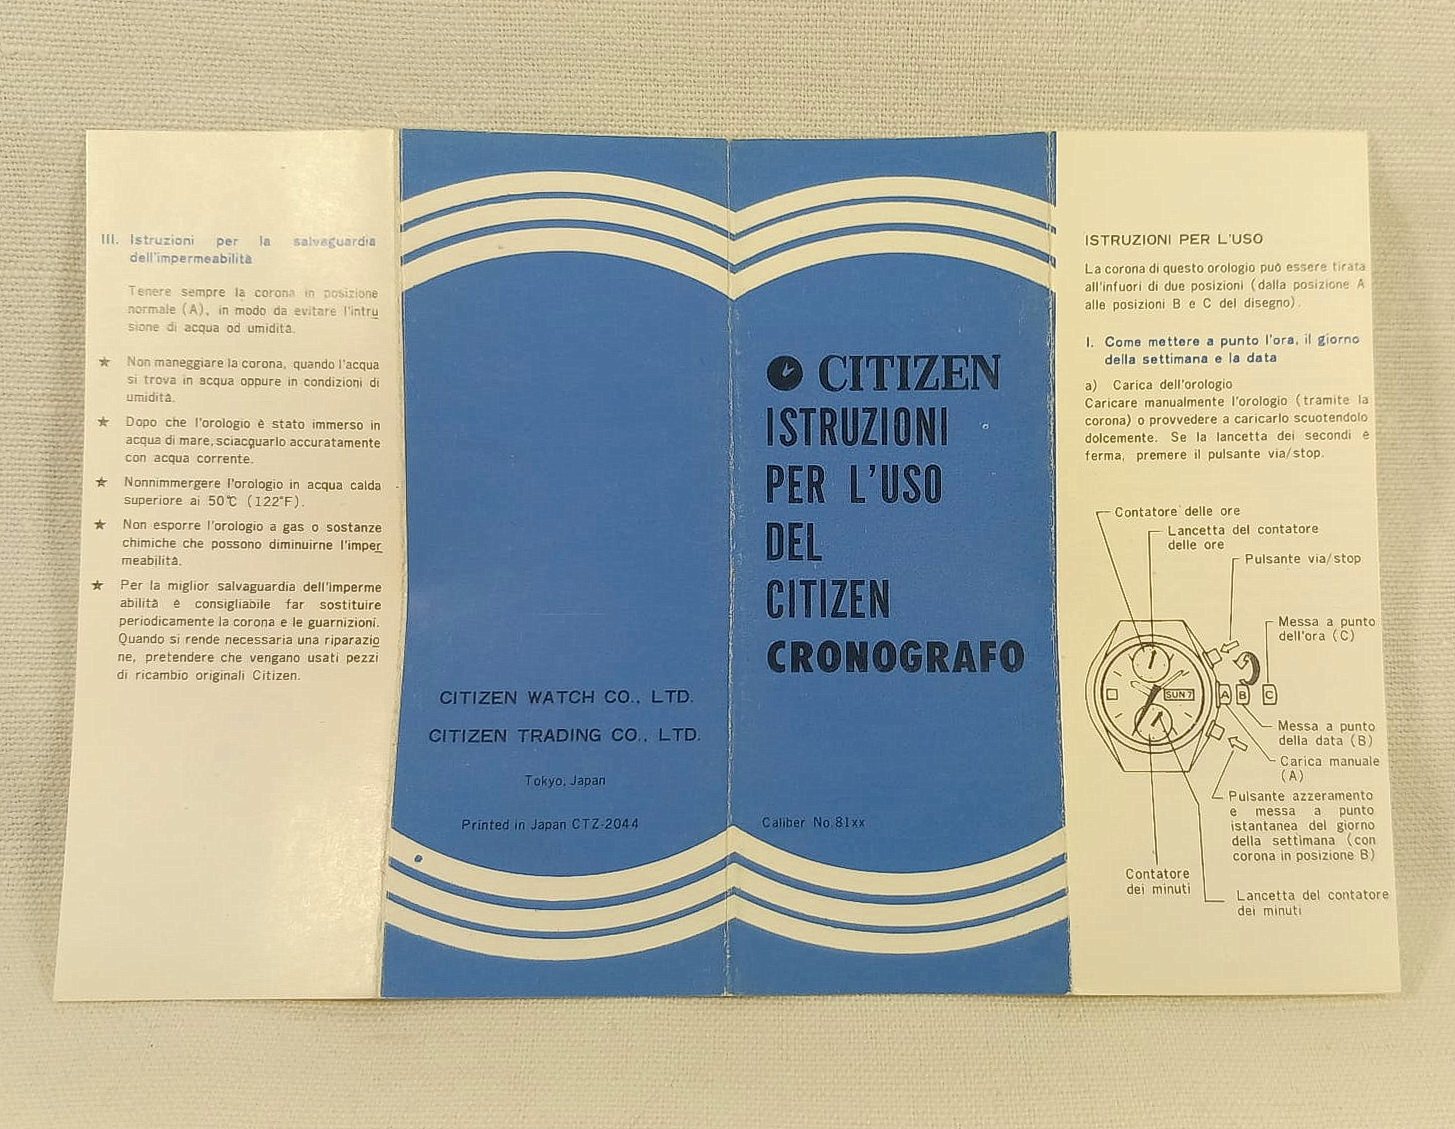 III. Istruzioni per la salvaguardia
dell'impermeabilità
Tenere sempre la corona in posizione
normale (A), in modo da evitare l'intru
sione di acqua od umidità.
★ Non maneggiare la corona, quando l'acqua
si trova in acqua oppure in condizioni di
umidità.
★ Dopo che l'orologio è stato immerso in
acqua di mare, sciacquarlo accuratamente
con acqua corrente.
★ Nonnimmergere l'orologio in acqua calda
superiore ai 50℃ (122°F).
★ Non esporre l'orologio a gas o sostanze
chimiche che possono diminuirne l'imper
meabilità.
★ Per la miglior salvaguardia dell'imperme
abilità è consigliabile far sostituire
periodicamente la corona e le guarnizioni.
Quando si rende necessaria una riparazio
ne, pretendere che vengano usati pezzi
di ricambio originali Citizen.
CITIZEN WATCH CO., LTD.
CITIZEN TRADING CO., LTD.
Tokyo, Japan
Printed in Japan CTZ-2044
CITIZEN
ISTRUZIONI
PER L'USO
DEL
CITIZEN
CRONOGRAFO
Caliber No. 81xx
ISTRUZIONI PER L'USO
La corona di questo orologio può essere tirata
all'infuori di due posizioni (dalla posizione A
alle posizioni B e C del disegno).
I. Come mettere a punto l'ora, il giorno
della settimana e la data
a) Carica dell'orologio
Caricare manualmente l'orologio (tramite la
corona) o provvedere a caricarlo scuotendolo
dolcemente. Se la lancetta dei secondi è
ferma, premere il pulsante via/stop.
Contatore delle ore
Lancetta del contatore
delle ore
Pulsante via/stop
Messa a punto
dell'ora (C)
SUN 7
A B C
Messa a punto
della data (B)
Carica manuale
(A)
Pulsante azzeramento
e messa a punto
istantanea del giorno
della settimana (con
corona in posizione B)
Contatore
dei minuti
Lancetta del contatore
dei minuti